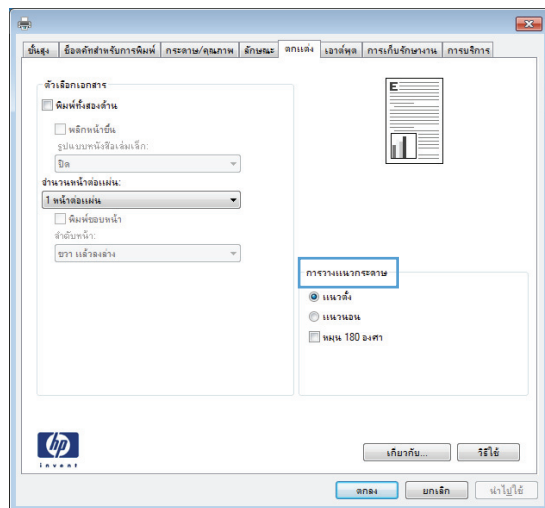 ขั้นสูง ช็อตคัทสำหรับการพิมพ์ กระดาษ/คุณภาพ ลักษณะ ตกแต่ง เอาต์พุต การเก็บรักษางาน การบริการ
ตัวเลือกเอกสาร
พิมพ์ทั้งสองด้าน
พลิกหน้าขึ้น
รูปแบบหนังสือเล่มเล็ก:
ปิด
จำนวนหน้าต่อแผ่น:
1 หน้าต่อแผ่น
พิมพ์ขอบหน้า
ลำดับหน้า:
ขวา แล้วลงล่าง
E
การวางแนวกระดาษ
แนวตั้ง
แนวนอน
หมุน 180 องศา
hp
invent
เกี่ยวกับ... วิธีใช้
ตกลง ยกเลิก นำไปใช้